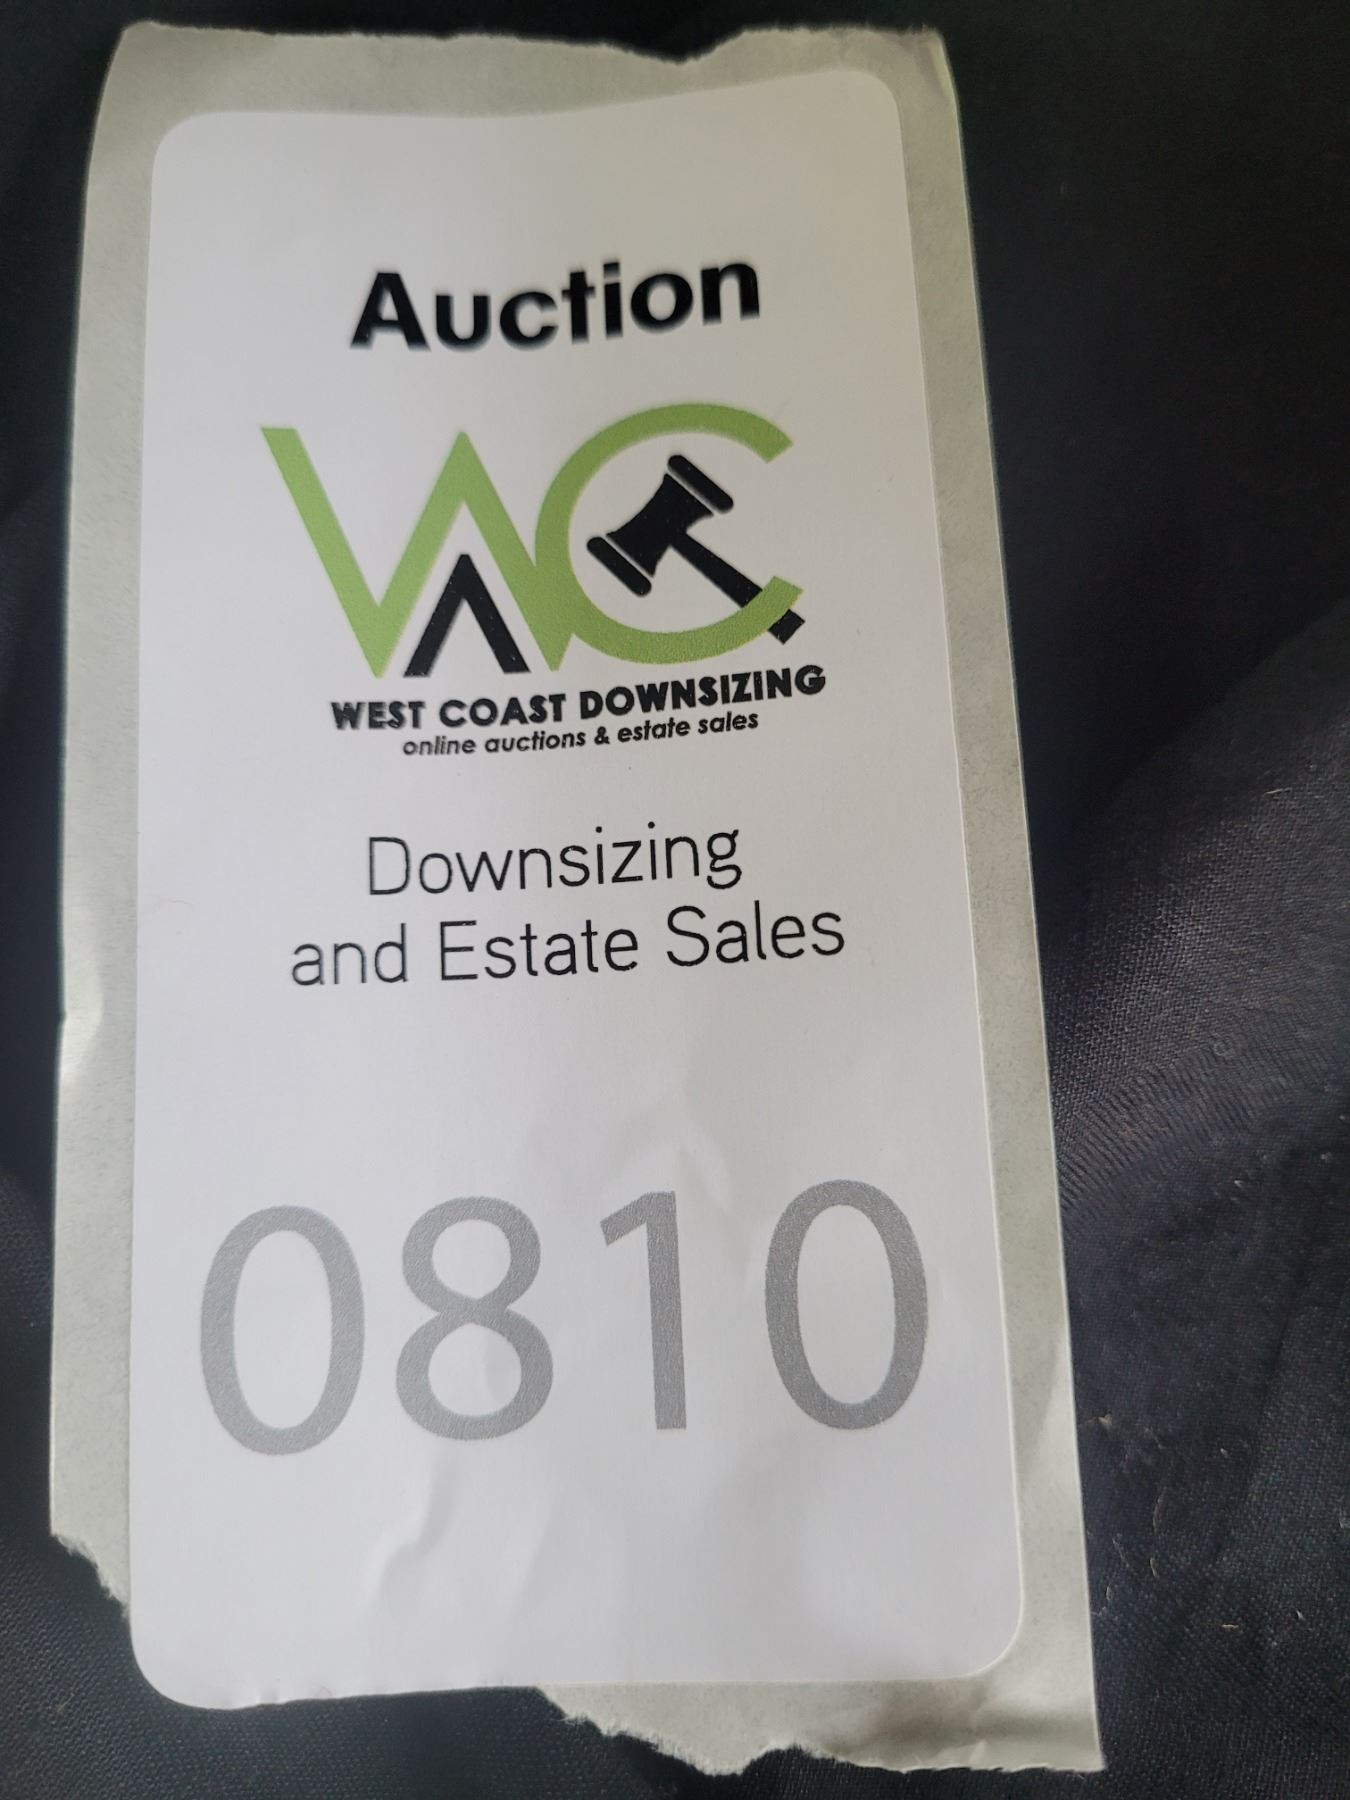 Auction
WC
WEST COAST DOWNSIZING
online auctions & estate sales
Downsizing
and Estate Sales
0810